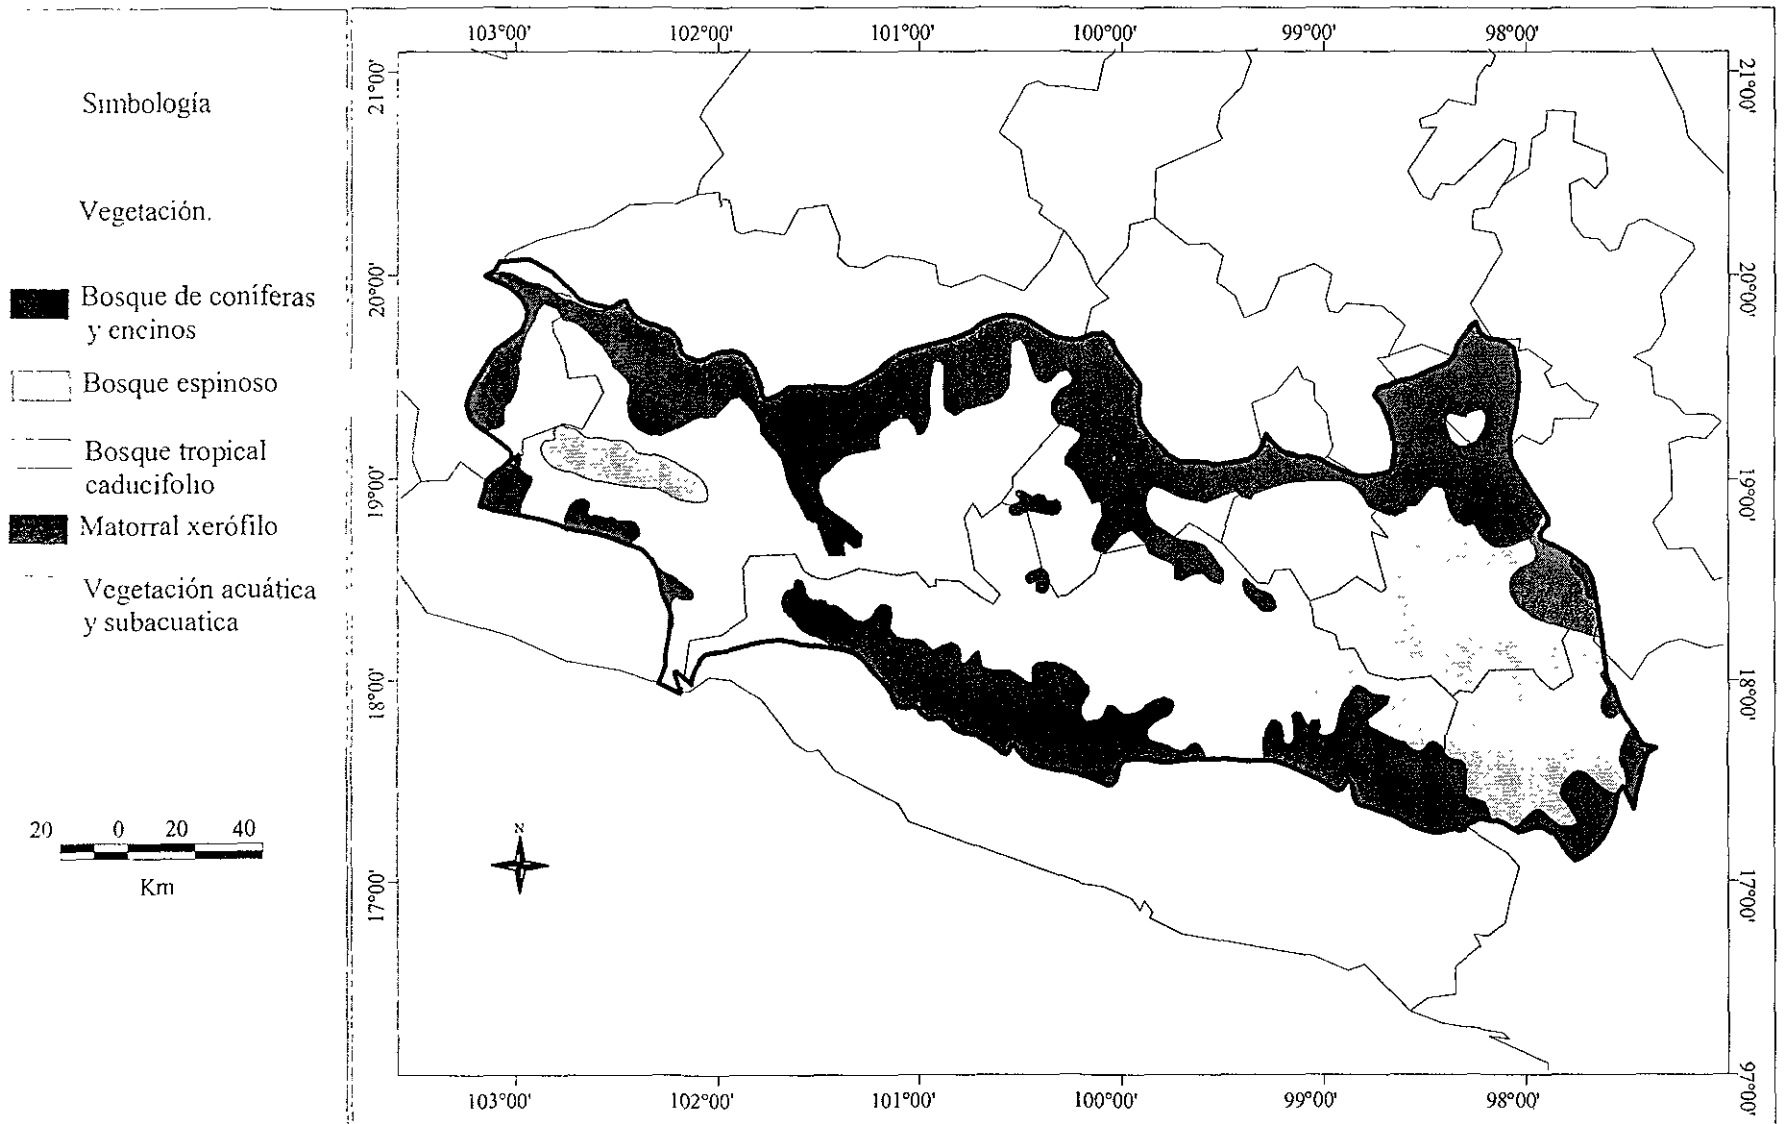 Simbología
Vegetación.
Bosque de coníferas
y encinos
Bosque espinoso
Bosque tropical
caducifolio
Matorral xerófilo
Vegetación acuática
y subacuatica
20 0 20 40
Km
N
103°00' 102°00' 101°00' 100°00' 99°00' 98°00'
21°00' 21°00'
20°00' 20°00'
19°00' 19°00'
18°00' 18°00'
17°00' 17°00'
97°00'
103°00' 102°00' 101°00' 100°00' 99°00' 98°00'